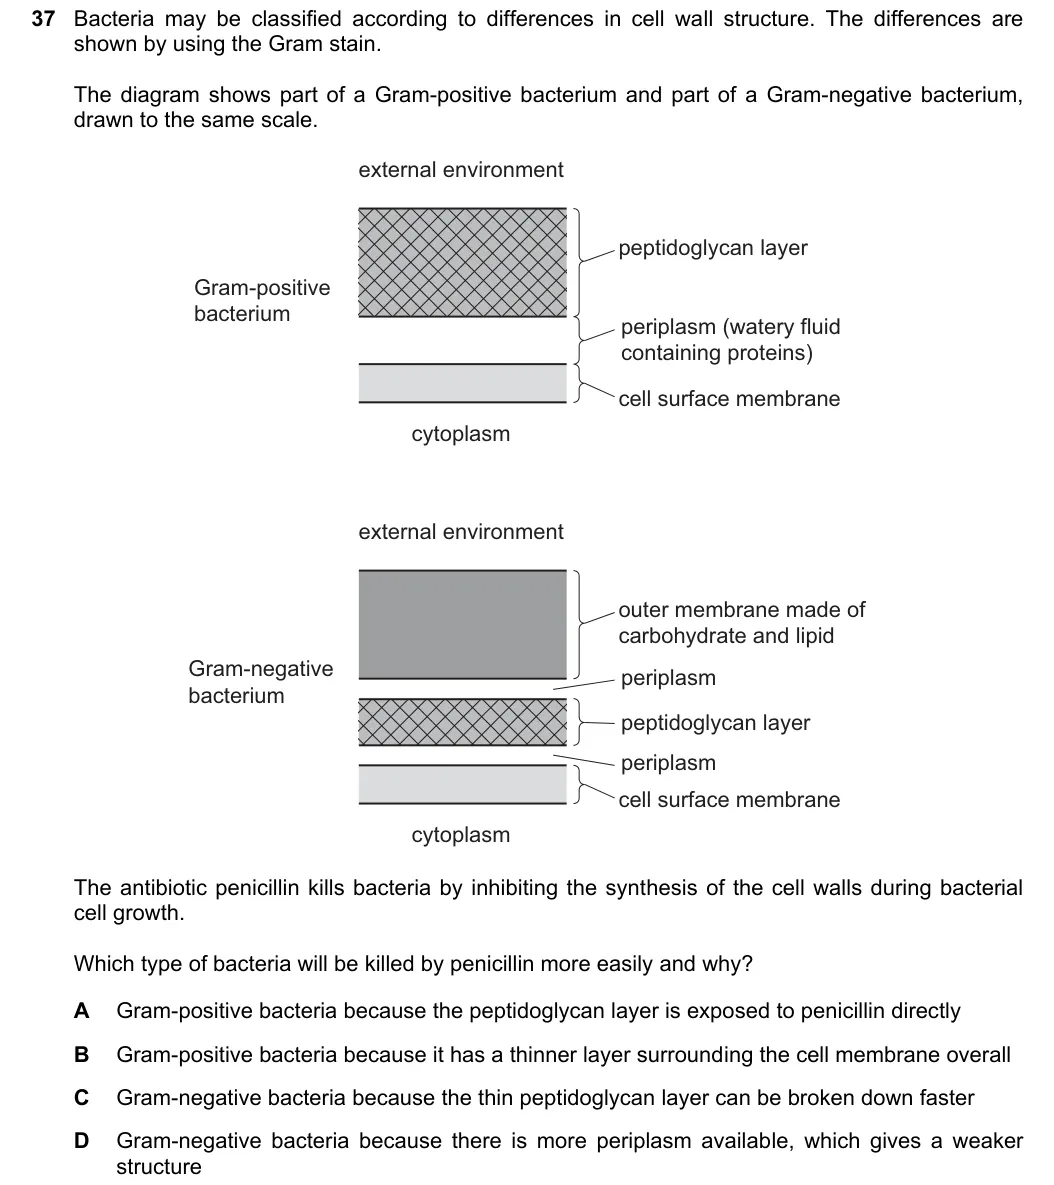 37 Bacteria may be classified according to differences in cell wall structure. The differences are
shown by using the Gram stain.
The diagram shows part of a Gram-positive bacterium and part of a Gram-negative bacterium,
drawn to the same scale.
external environment
peptidoglycan layer
Gram-positive
bacterium
periplasm (watery fluid
containing proteins)
cell surface membrane
cytoplasm
external environment
outer membrane made of
carbohydrate and lipid
Gram-negative
bacterium
periplasm
peptidoglycan layer
periplasm
cell surface membrane
cytoplasm
The antibiotic penicillin kills bacteria by inhibiting the synthesis of the cell walls during bacterial
cell growth.
Which type of bacteria will be killed by penicillin more easily and why?
A Gram-positive bacteria because the peptidoglycan layer is exposed to penicillin directly
B Gram-positive bacteria because it has a thinner layer surrounding the cell membrane overall
C Gram-negative bacteria because the thin peptidoglycan layer can be broken down faster
D Gram-negative bacteria because there is more periplasm available, which gives a weaker
structure